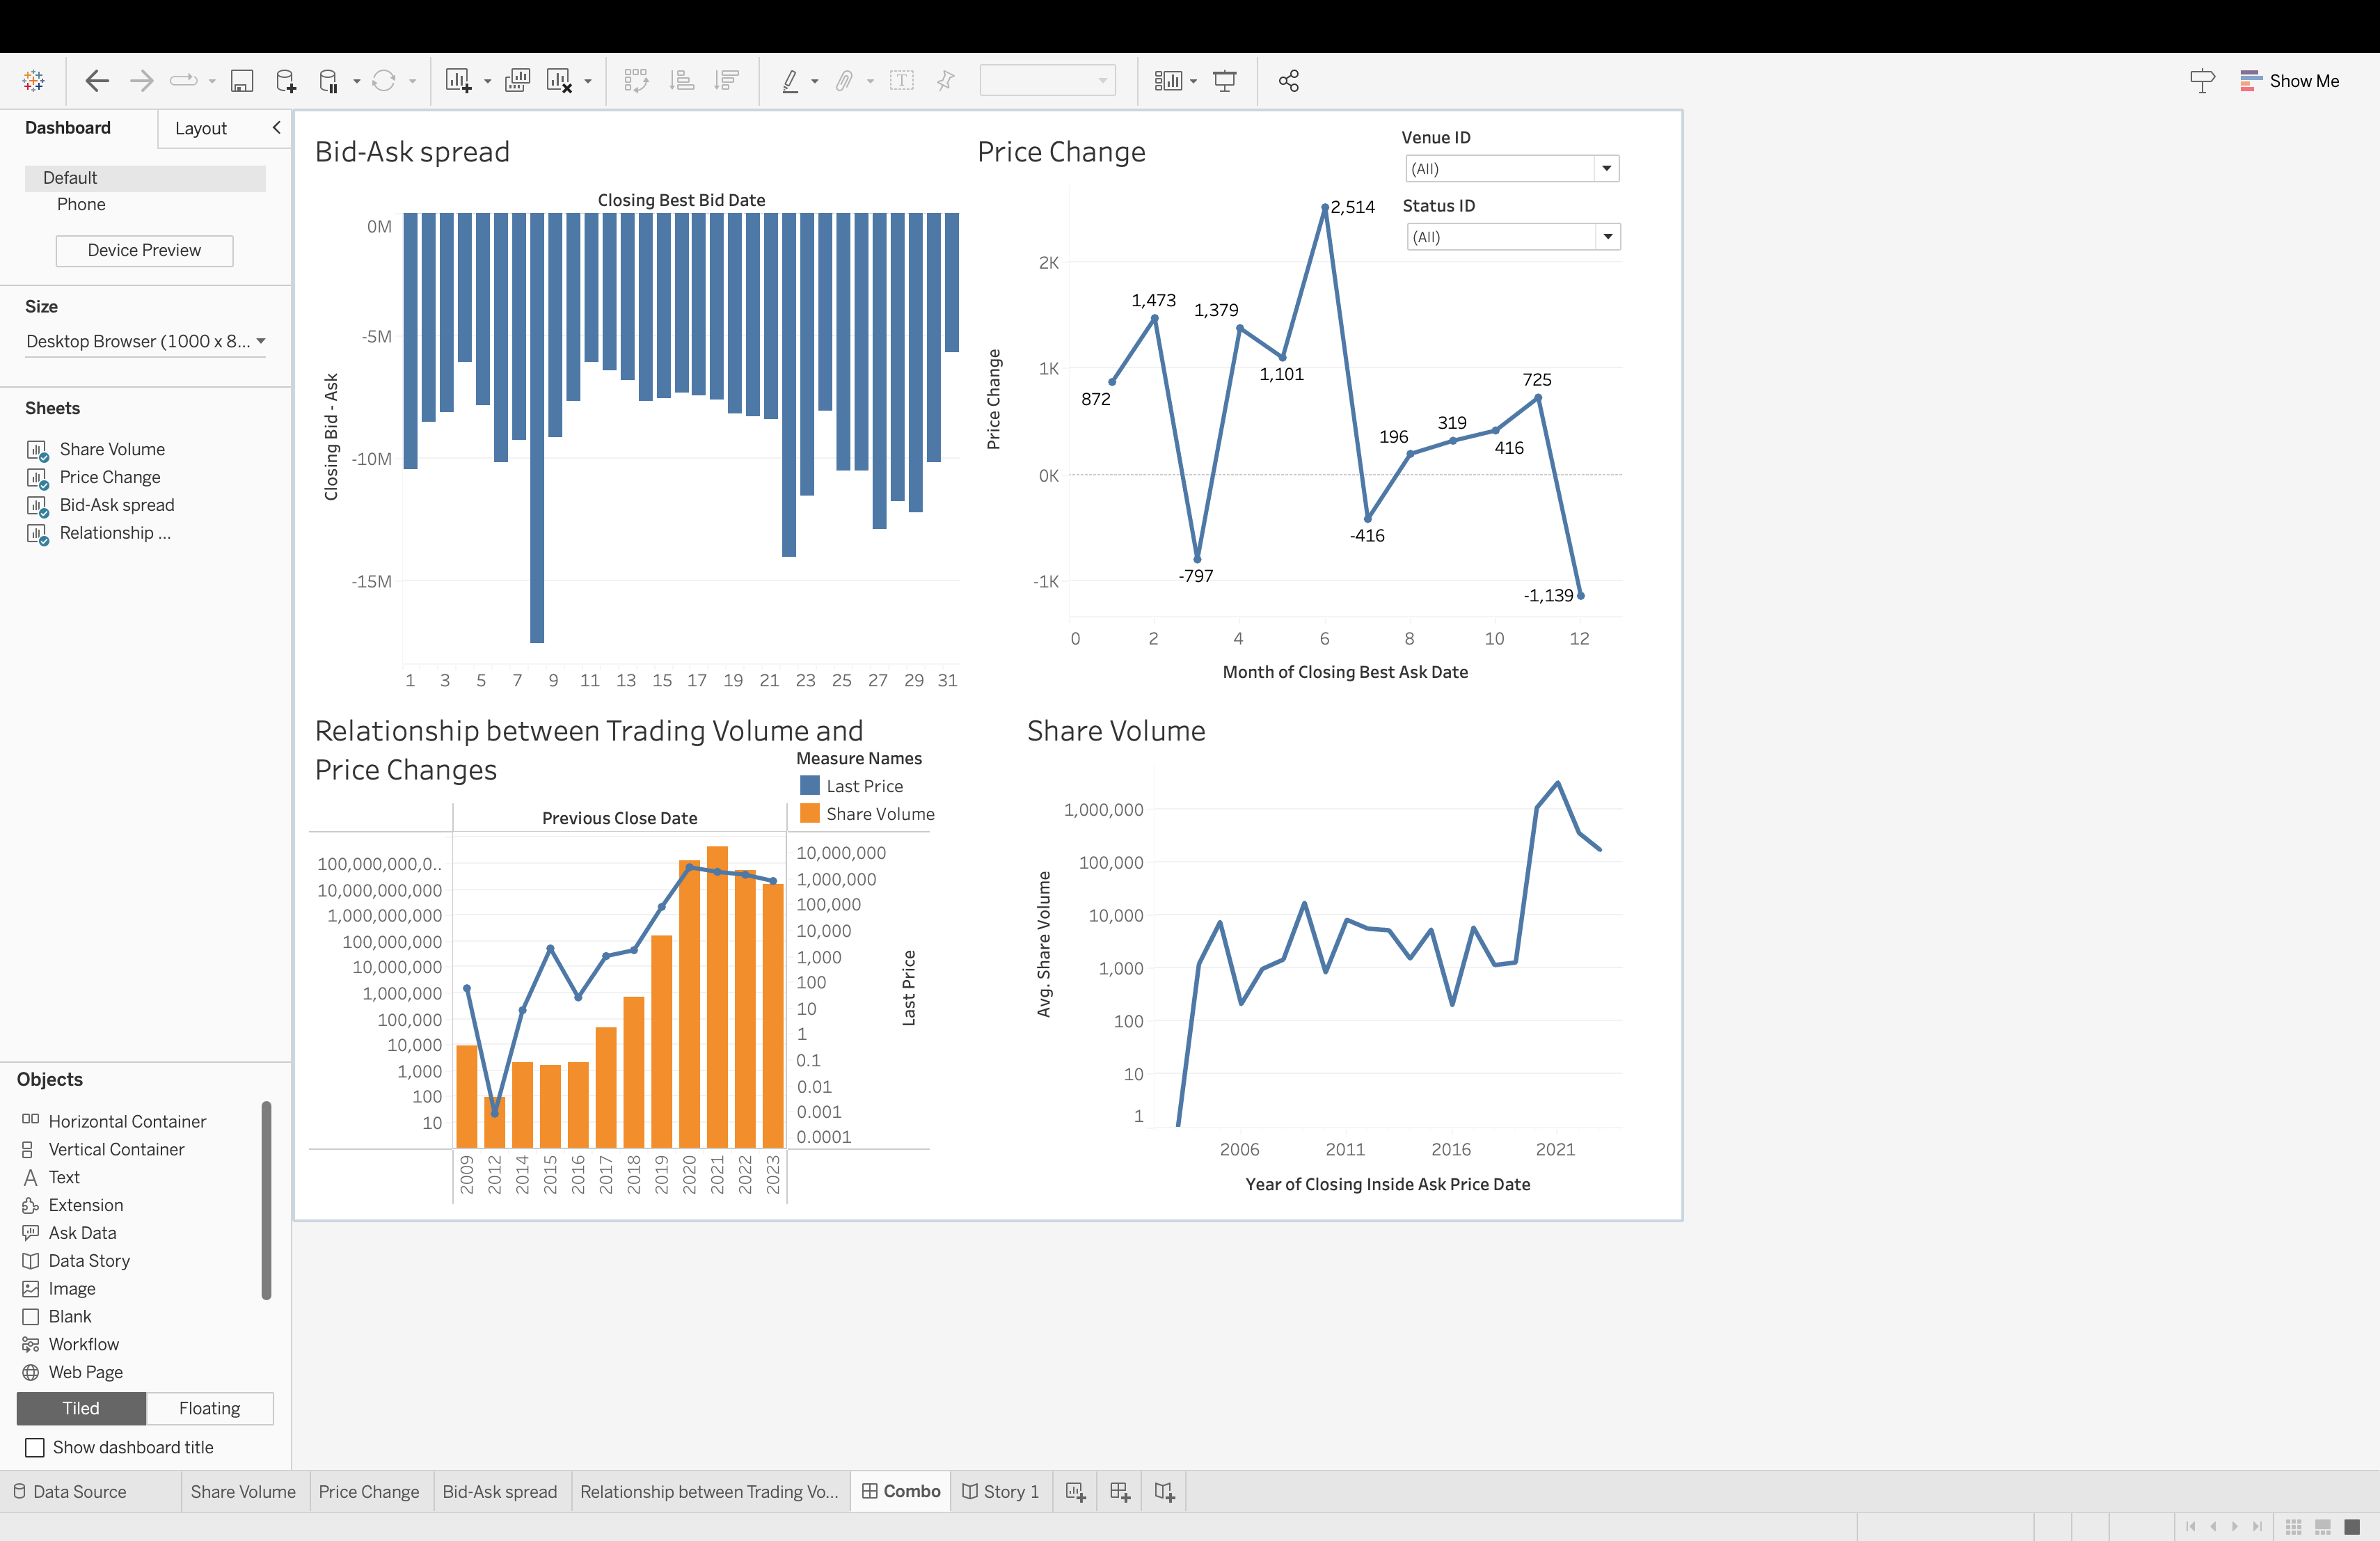 Show Me
Dashboard
Layout
Default
Phone
Device Preview
Size
Desktop Browser (1000 x 8...
Sheets
Share Volume
Price Change
Bid-Ask spread
Relationship ...
Bid-Ask spread
Closing Best Bid Date
Closing Bid - Ask
0M
-5M
-10M
-15M
1 3 5 7 9 11 13 15 17 19 21 23 25 27 29 31
Price Change
Venue ID
(All)
Status ID
(All)
Price Change
2K
1K
0K
-1K
872
1,473
-797
1,379
1,101
2,514
-416
196
319
416
725
-1,139
0 2 4 6 8 10 12
Month of Closing Best Ask Date
Relationship between Trading Volume and
Price Changes
Measure Names
Last Price
Share Volume
Previous Close Date
100,000,000,0..
10,000,000,000
1,000,000,000
100,000,000
10,000,000
1,000,000
100,000
10,000
1,000
100
10
10,000,000
1,000,000
100,000
10,000
1,000
100
10
1
0.1
0.01
0.001
0.0001
Last Price
2009 2012 2014 2015 2016 2017 2018 2019 2020 2021 2022 2023
Share Volume
Avg. Share Volume
1,000,000
100,000
10,000
1,000
100
10
1
2006 2011 2016 2021
Year of Closing Inside Ask Price Date
Objects
Horizontal Container
Vertical Container
A Text
Extension
Ask Data
Data Story
Image
Blank
Workflow
Web Page
Tiled
Floating
Show dashboard title
Data Source
Share Volume
Price Change
Bid-Ask spread
Relationship between Trading Vo...
Combo
Story 1